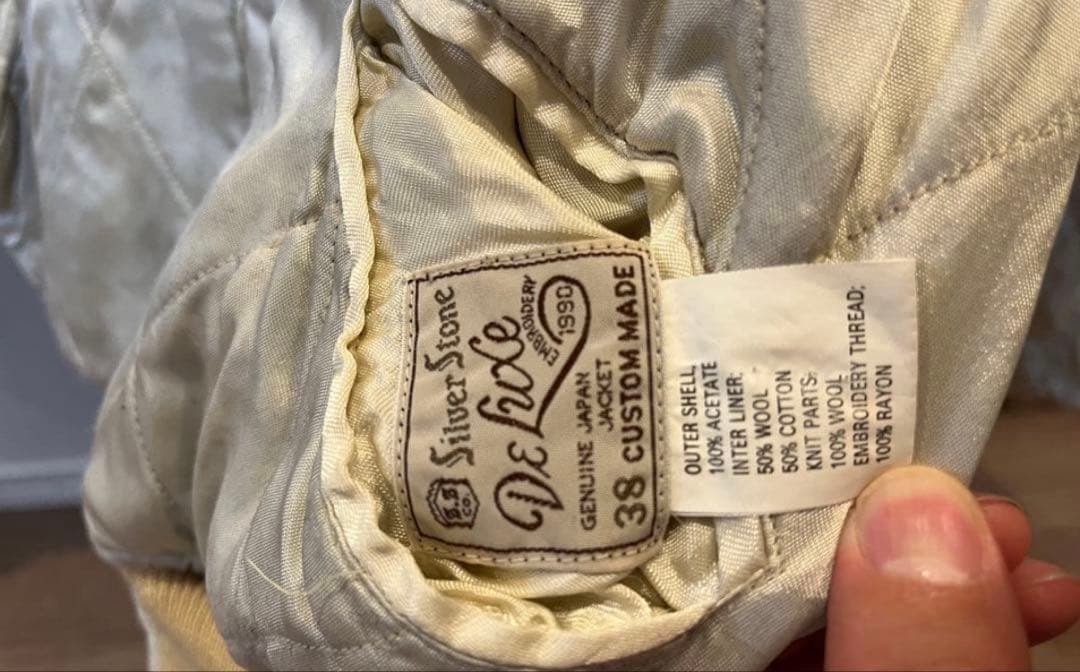 Silver Stone
S.S
CO.
De Luxe
EMBROIDERY
1990
GENUINE JAPAN
JACKET
38 CUSTOM MADE
OUTER SHELL,
100% ACETATE
INTER LINER:
50% WOOL
50% COTTON
KNIT PARTS:
100% WOOL
EMBROIDERY THREAD;
100% RAYON